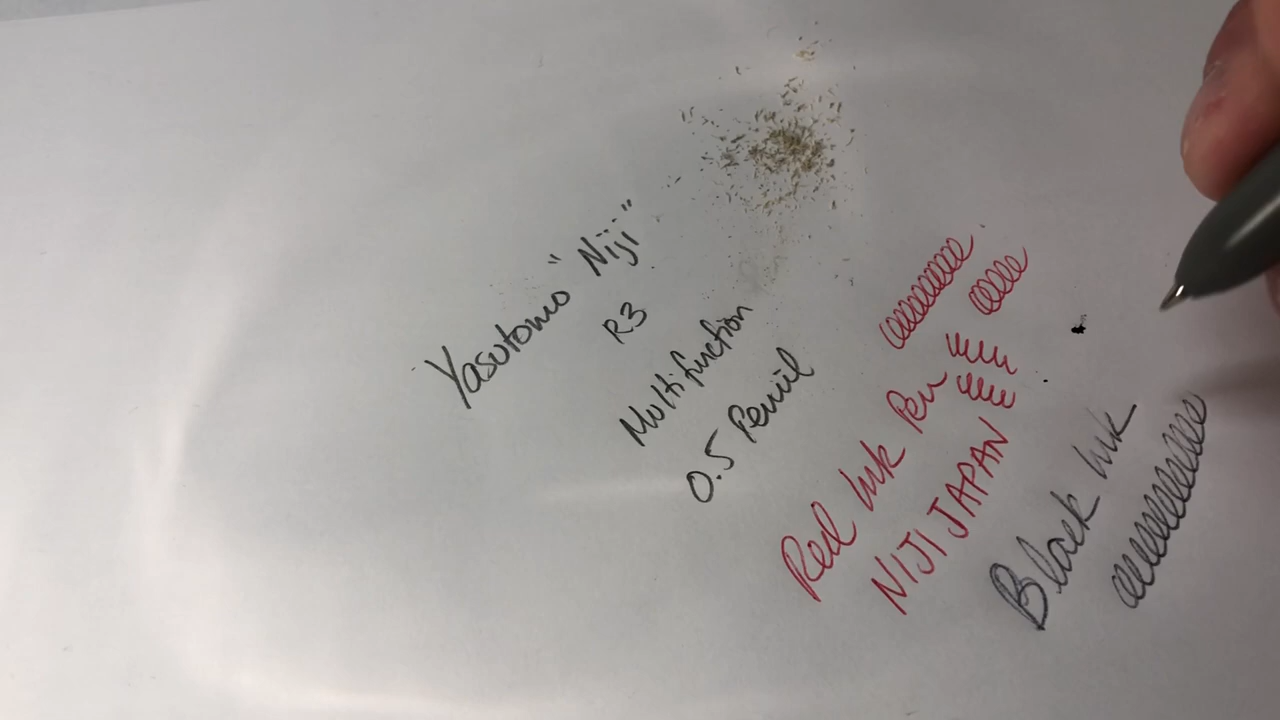 Yasutomo "Niji"
R3
Multifunction
0.5 Pencil
Red Ink Pen
NIJI JAPAN
Black Ink